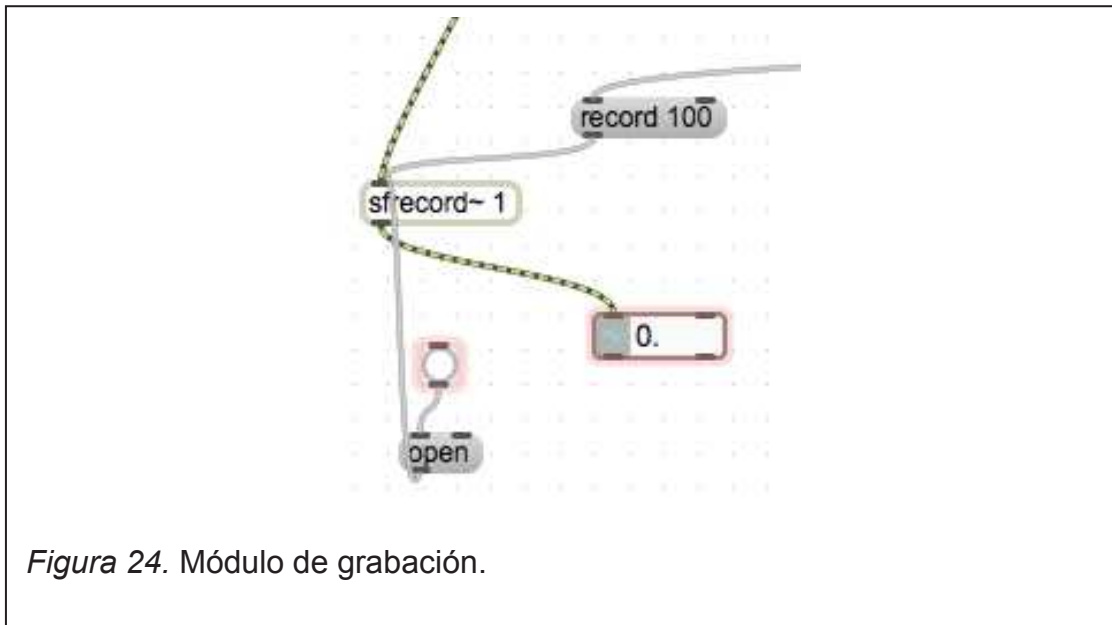 record 100
sfrecord~ 1
0.
open
Figura 24. Módulo de grabación.